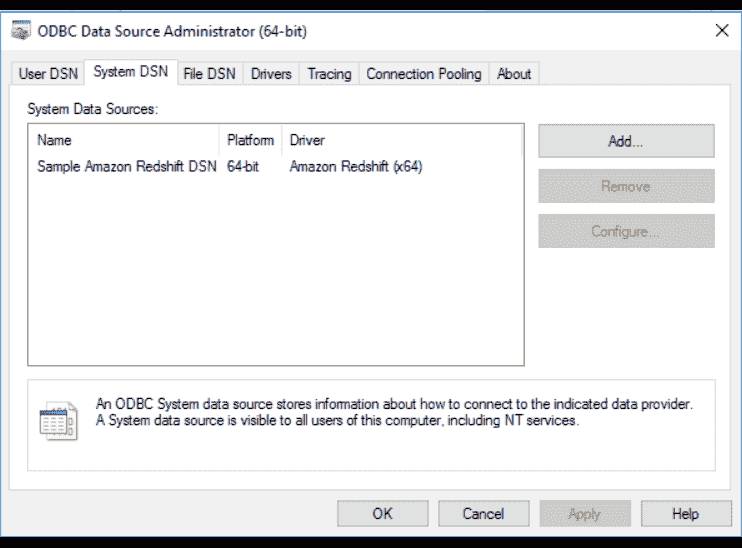 ODBC Data Source Administrator (64-bit)
User DSN System DSN File DSN Drivers Tracing Connection Pooling About
System Data Sources:
Name Platform Driver
Sample Amazon Redshift DSN 64-bit Amazon Redshift (x64)
Add...
Remove
Configure...
An ODBC System data source stores information about how to connect to the indicated data provider.
A System data source is visible to all users of this computer, including NT services.
OK Cancel Apply Help